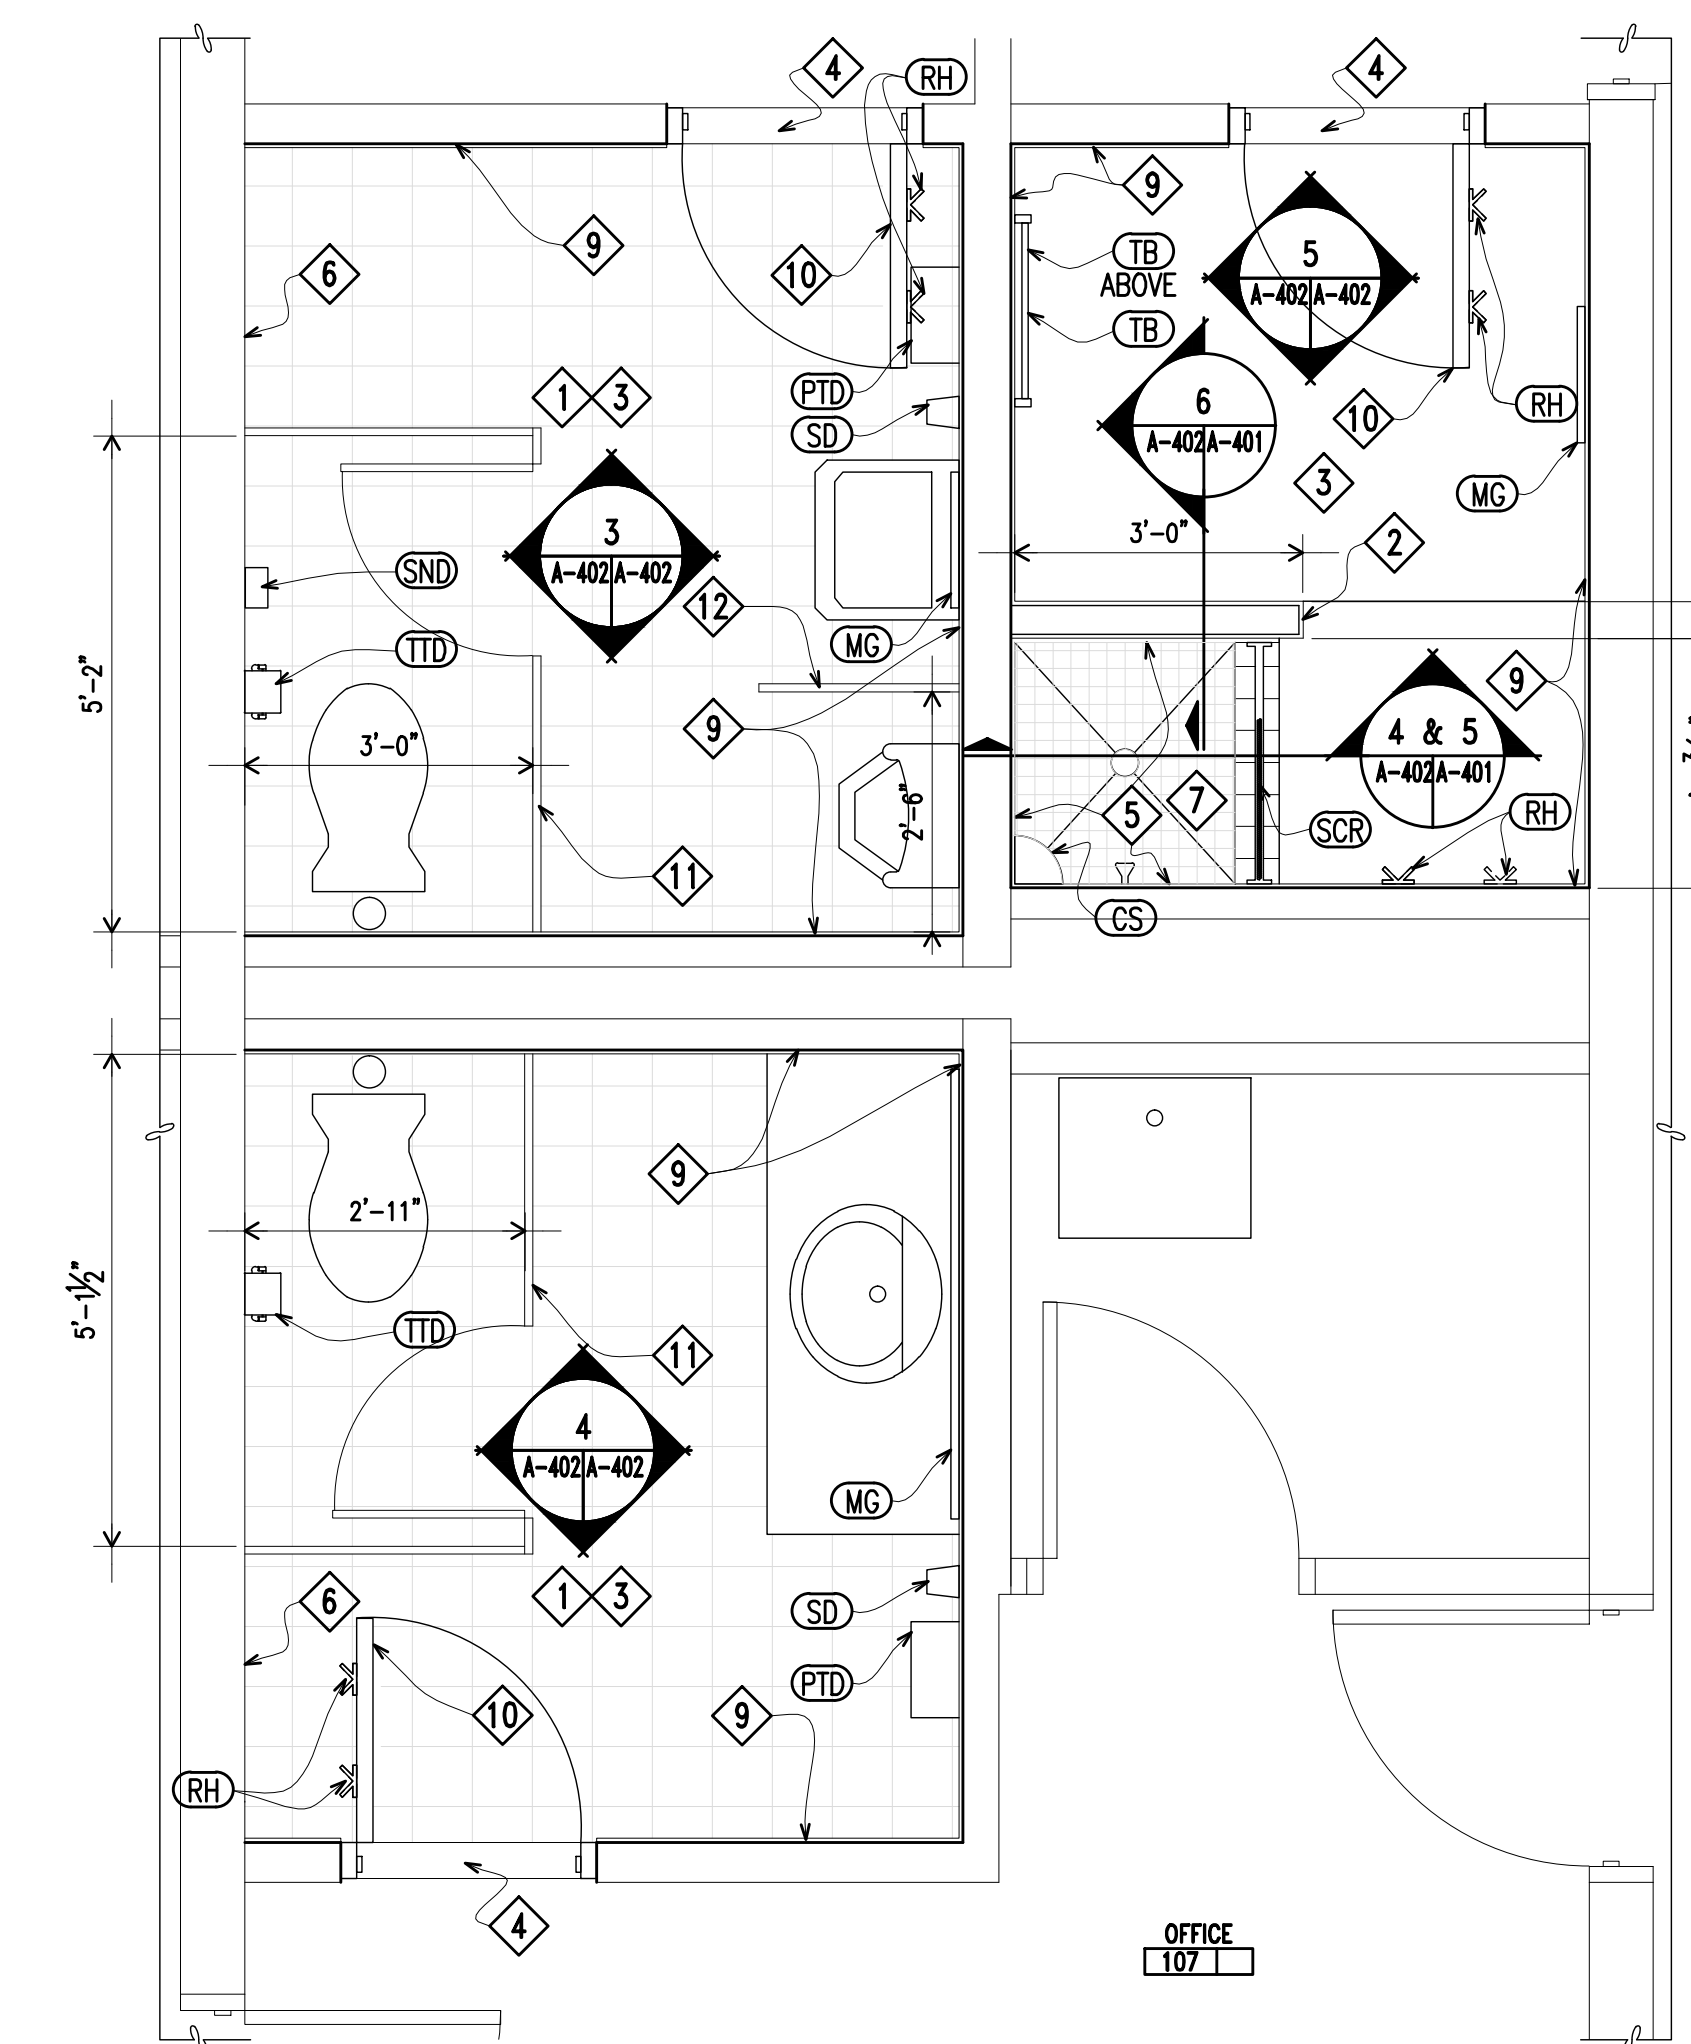 4
RH
4
9
9
6
10
TB
ABOVE
TB
5
A-402 A-402
1 3
PTD
SD
6
A-402 A-401
10
RH
3
MG
3
A-402 A-402
3'-0"
2
SND
12
TTD
MG
5'-2"
9
9
3'-0"
4 & 5
A-402 A-401
2'-6"
5
7
SCR
RH
11
CS
9
2'-11"
5'-1½"
TTD
11
4
A-402 A-402
MG
6
1 3
SD
PTD
10
9
RH
4
OFFICE
107